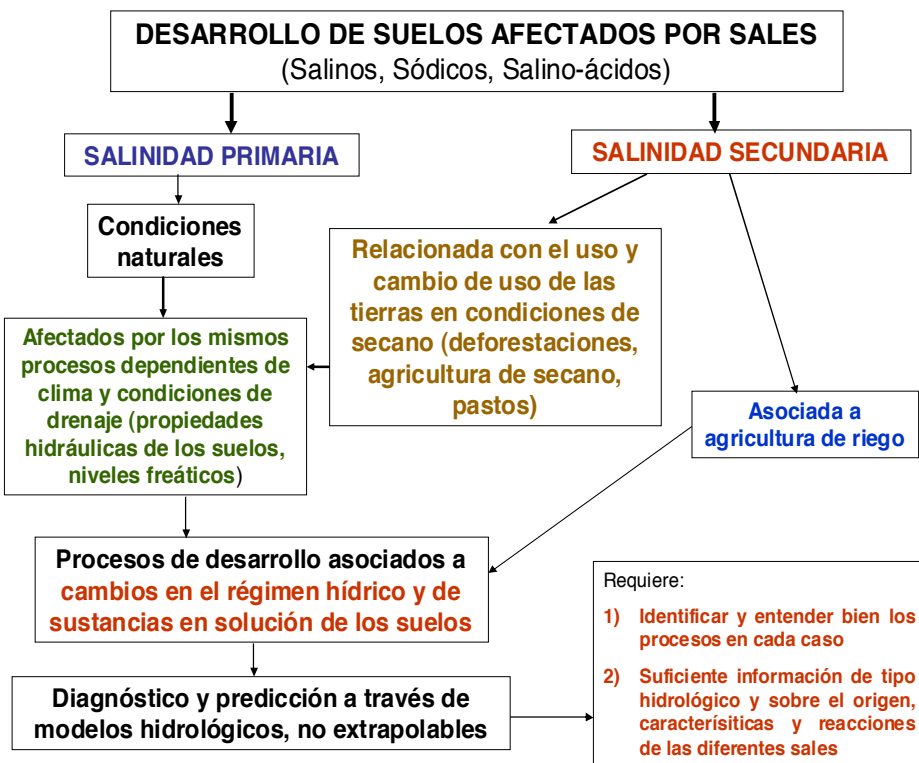 DESARROLLO DE SUELOS AFECTADOS POR SALES
(Salinos, Sódicos, Salino-ácidos)
SALINIDAD PRIMARIA
SALINIDAD SECUNDARIA
Condiciones
naturales
Relacionada con el uso y
cambio de uso de las
tierras en condiciones de
secano (deforestaciones,
agricultura de secano,
pastos)
Afectados por los mismos
procesos dependientes de
clima y condiciones de
drenaje (propiedades
hidráulicas de los suelos,
niveles freáticos)
Asociada a
agricultura de riego
Procesos de desarrollo asociados a
cambios en el régimen hídrico y de
sustancias en solución de los suelos
Diagnóstico y predicción a través de
modelos hidrológicos, no extrapolables
Requiere:
1) Identificar y entender bien los
procesos en cada caso
2) Suficiente información de tipo
hidrológico y sobre el origen,
caracterísiticas y reacciones
de las diferentes sales